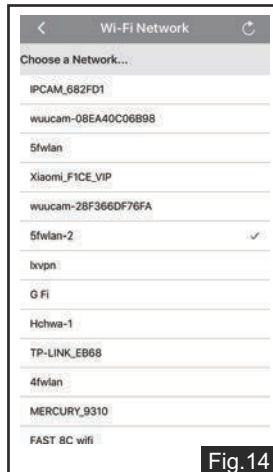 Wi-Fi Network
Choose a Network...
IPCAM_682FD1
wuucam-08EA40C06B98
5fwlan
Xiaomi_F1CE_VIP
wuucam-28F366DF76FA
5fwlan-2
lxvpn
G Fi
Hchwa-1
TP-LINK_EB68
4fwlan
MERCURY_9310
FAST 8C wifi
Fig.14